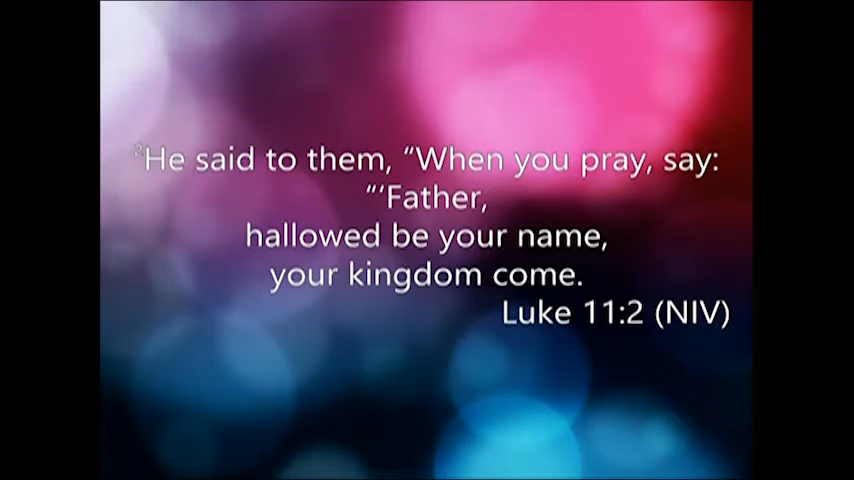 ²He said to them, “When you pray, say:
“‘Father,
hallowed be your name,
your kingdom come.
Luke 11:2 (NIV)